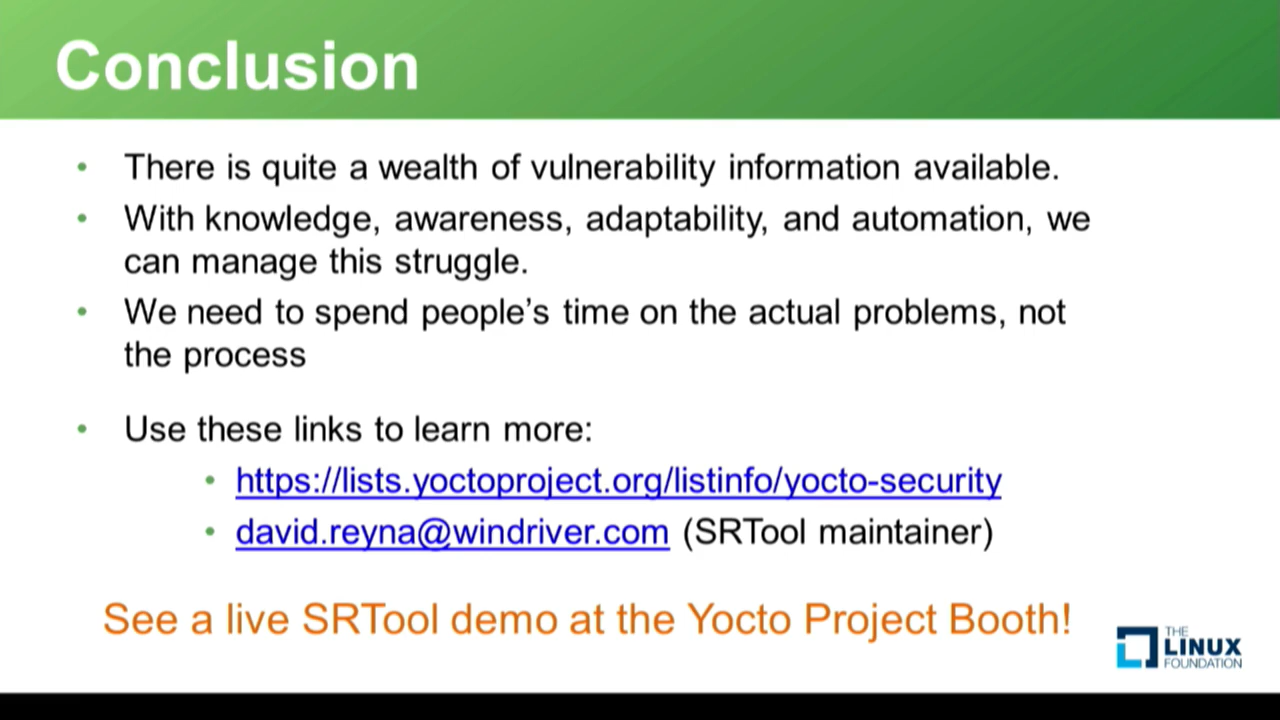 Conclusion
• There is quite a wealth of vulnerability information available.
• With knowledge, awareness, adaptability, and automation, we
can manage this struggle.
• We need to spend people’s time on the actual problems, not
the process
• Use these links to learn more:
• https://lists.yoctoproject.org/listinfo/yocto-security
• david.reyna@windriver.com (SRTool maintainer)
See a live SRTool demo at the Yocto Project Booth!
THE
LINUX
FOUNDATION